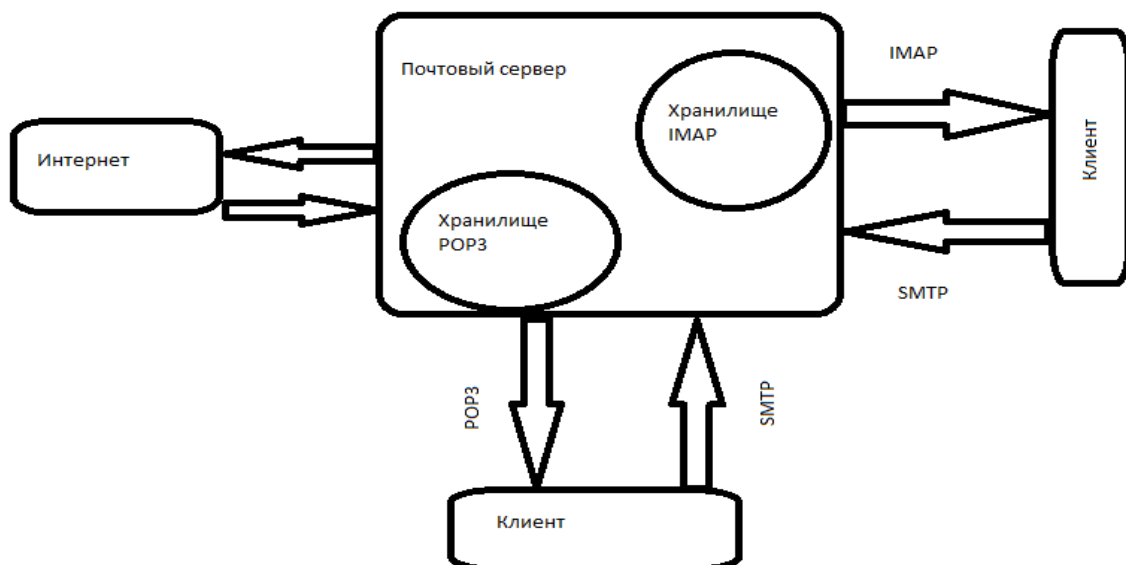 Почтовый сервер
IMAP
Хранилище
IMAP
Клиент
Интернет
Хранилище
POP3
SMTP
POP3
SMTP
Клиент